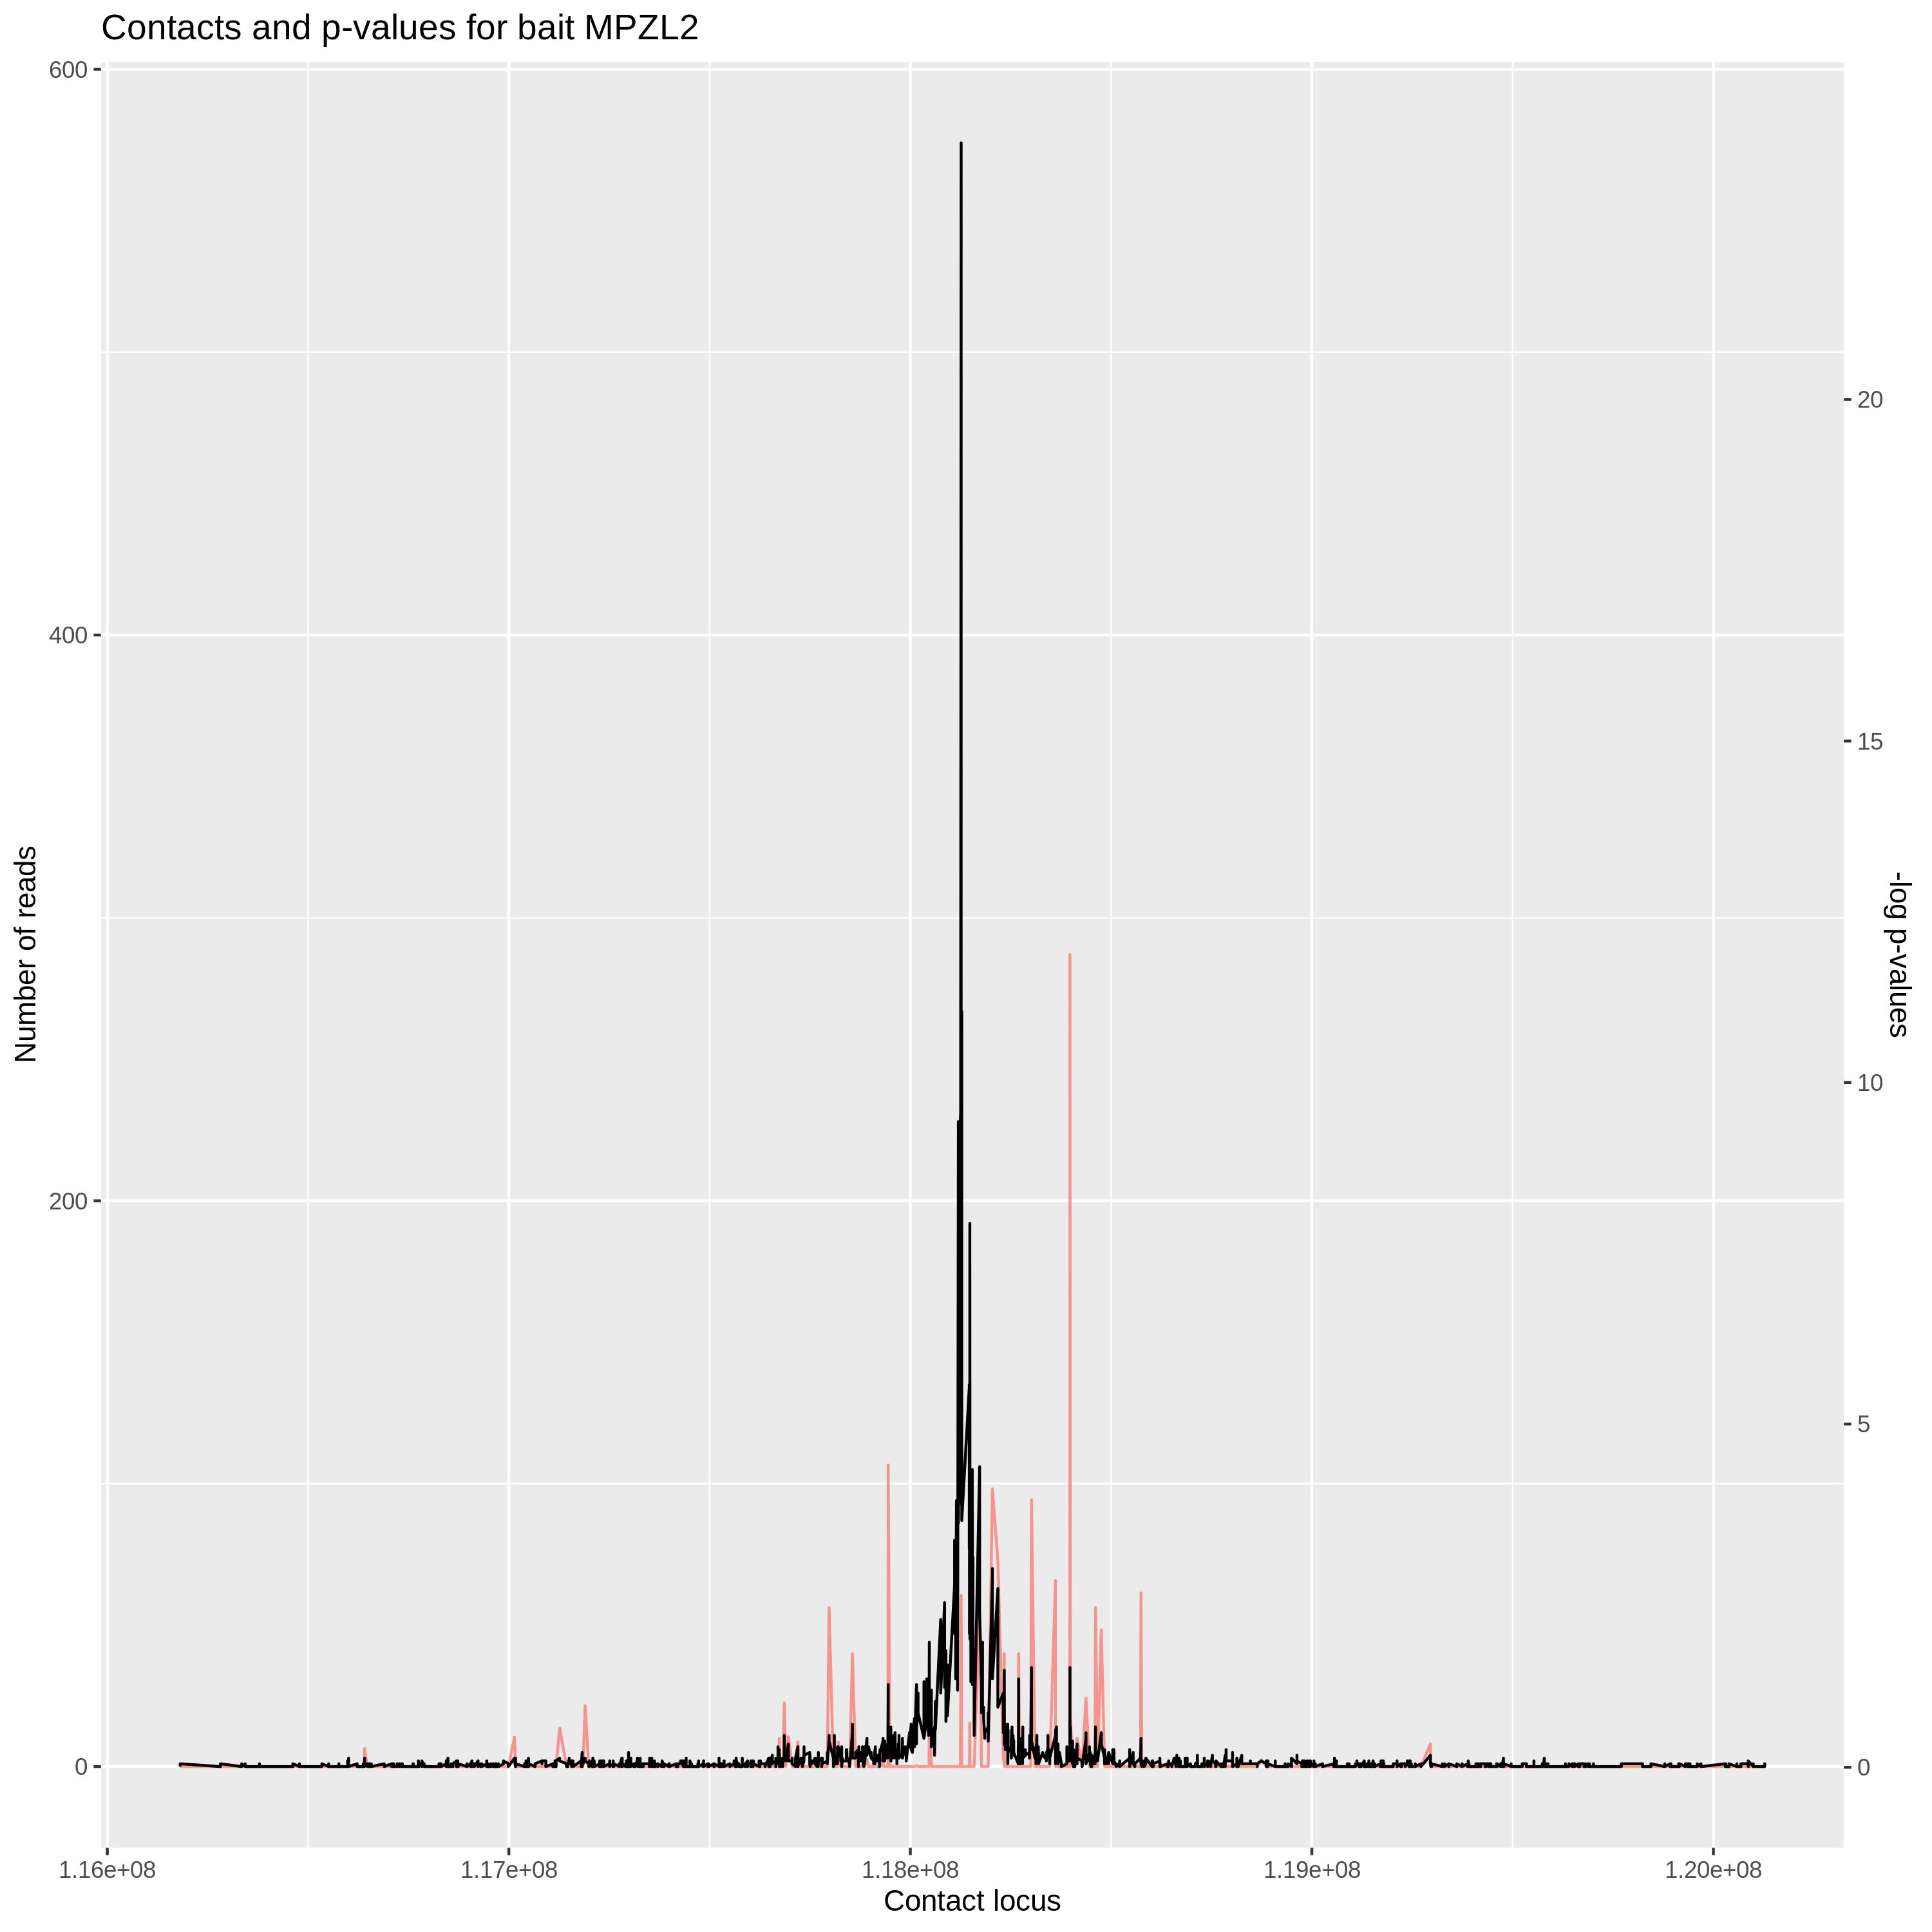 Contacts and p-values for bait MPZL2
600
400
200
0
Number of reads
20
15
10
5
0
-log p-values
1.16e+08
1.17e+08
1.18e+08
1.19e+08
1.20e+08
Contact locus